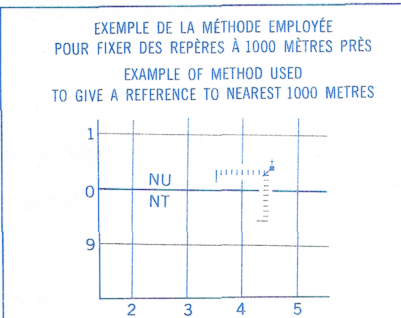 EXEMPLE DE LA MÉTHODE EMPLOYÉE
POUR FIXER DES REPÈRES À 1000 MÈTRES PRÈS
EXAMPLE OF METHOD USED
TO GIVE A REFERENCE TO NEAREST 1000 METRES
1
NU
0
NT
9
2 3 4 5